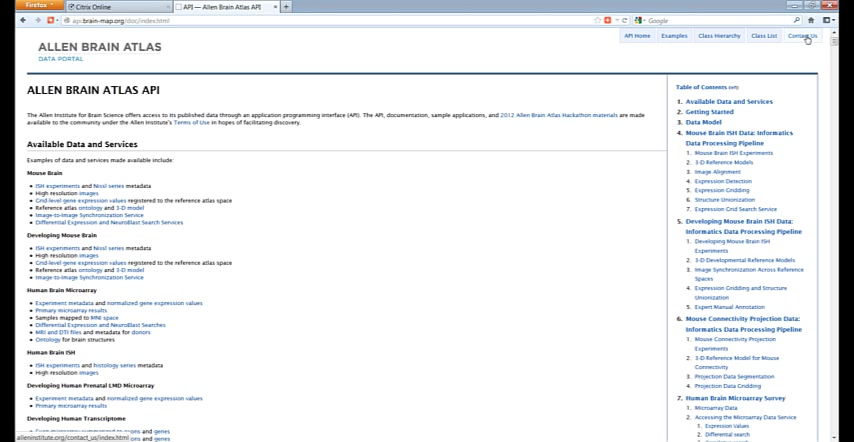 Firefox
Citrix Online
API — Allen Brain Atlas API
api.brain-map.org/doc/index.html
Google
API Home
Examples
Class Hierarchy
Class List
Contact Us
ALLEN BRAIN ATLAS
DATA PORTAL
ALLEN BRAIN ATLAS API
The Allen Institute for Brain Science offers access to its published data through an application programming interface (API). The API, documentation, sample applications, and 2012 Allen Brain Atlas Hackathon materials are made
available to the community under the Allen Institute's Terms of Use in hopes of facilitating discovery.
Available Data and Services
Examples of data and services made available include:
Mouse Brain
• ISH experiments and Nissl series metadata
• High resolution images
• Grid-level gene expression values registered to the reference atlas space
• Reference atlas ontology and 3-D model
• Image-to-Image Synchronization Service
• Differential Expression and NeuroBlast Search Services
Developing Mouse Brain
• ISH experiments and Nissl series metadata
• High resolution images
• Grid-level gene expression values registered to the reference atlas space
• Reference atlas ontology and 3-D model
• Image-to-Image Synchronization Service
Human Brain Microarray
• Experiment metadata and normalized gene expression values
• Primary microarray results
• Samples mapped to MNI space
• Differential Expression and NeuroBlast Searches
• MRI and DTI files and metadata for donors
• Ontology for brain structures
Human Brain ISH
• ISH experiments and histology series metadata
• High resolution images
Developing Human Prenatal LMD Microarray
• Experiment metadata and normalized gene expression values
• Primary microarray results
Developing Human Transcriptome
ons and genes
ons and genes
alleninstitute.org/contact_us/index.html
Table of Contents
1. Available Data and Services
2. Getting Started
3. Data Model
4. Mouse Brain ISH Data: Informatics
Data Processing Pipeline
1. Mouse Brain ISH Experiments
2. 3-D Reference Models
3. Image Alignment
4. Expression Detection
5. Expression Gridding
6. Structure Unionization
7. Expression Grid Search Service
5. Developing Mouse Brain ISH Data:
Informatics Data Processing Pipeline
1. Developing Mouse Brain ISH
Experiments
2. 3-D Developmental Reference Models
3. Image Synchronization Across Reference
Spaces
4. Expression Gridding and Structure
Unionization
5. Expert Manual Annotation
6. Mouse Connectivity Projection Data:
Informatics Data Processing Pipeline
1. Mouse Connectivity Projection
Experiments
2. 3-D Reference Model for Mouse
Connectivity
3. Projection Data Segmentation
4. Projection Data Gridding
7. Human Brain Microarray Survey
1. Microarray Data
2. Accessing the Microarray Data Service
1. Expression Values
2. Differential search